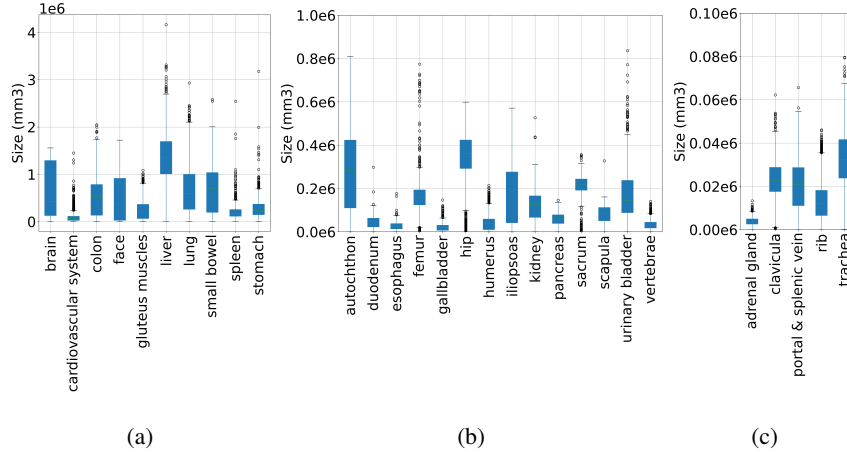 1e6
Size (mm3)
4
3
2
1
0
brain
cardiovascular system
colon
face
gluteus muscles
liver
lung
small bowel
spleen
stomach
(a)
Size (mm3)
1.0e6
0.8e6
0.6e6
0.4e6
0.2e6
0.0e6
autochthon
duodenum
esophagus
femur
gallbladder
hip
humerus
iliopsoas
kidney
pancreas
sacrum
scapula
urinary bladder
vertebrae
(b)
Size (mm3)
0.10e6
0.08e6
0.06e6
0.04e6
0.02e6
0.00e6
adrenal gland
clavicula
portal & splenic vein
rib
trachea
(c)